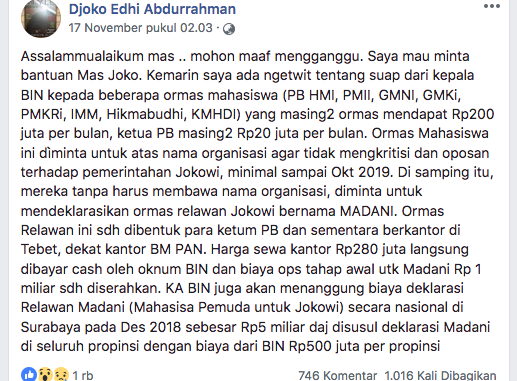 Djoko Edhi Abdurrahman
17 November pukul 02.03 ·
Assalammualaikum mas .. mohon maaf mengganggu. Saya mau minta
bantuan Mas Joko. Kemarin saya ada ngetwit tentang suap dari kepala
BIN kepada beberapa ormas mahasiswa (PB HMI, PMII, GMNI, GMKi,
PMKRi, IMM, Hikmabudhi, KMHDI) yang masing2 ormas mendapat Rp200
juta per bulan, ketua PB masing2 Rp20 juta per bulan. Ormas Mahasiswa
ini dìminta untuk atas nama organisasi agar tidak mengkritisi dan oposan
terhadap pemerintahan Jokowi, minimal sampai Okt 2019. Di samping itu,
mereka tanpa harus membawa nama organisasi, diminta untuk
mendeklarasikan ormas relawan Jokowi bernama MADANI. Ormas
Relawan ini sdh dibentuk para ketum PB dan sementara berkantor di
Tebet, dekat kantor BM PAN. Harga sewa kantor Rp280 juta langsung
dibayar cash oleh oknum BIN dan biaya ops tahap awal utk Madani Rp 1
miliar sdh diserahkan. KA BIN juga akan menanggung biaya deklarasi
Relawan Madani (Mahasisa Pemuda untuk Jokowi) secara nasional di
Surabaya pada Des 2018 sebesar Rp5 miliar daj disusul deklarasi Madani
di seluruh propinsi dengan biaya dari BIN Rp500 juta per propinsi
1 rb 746 Komentar 1.016 Kali Dibagikan